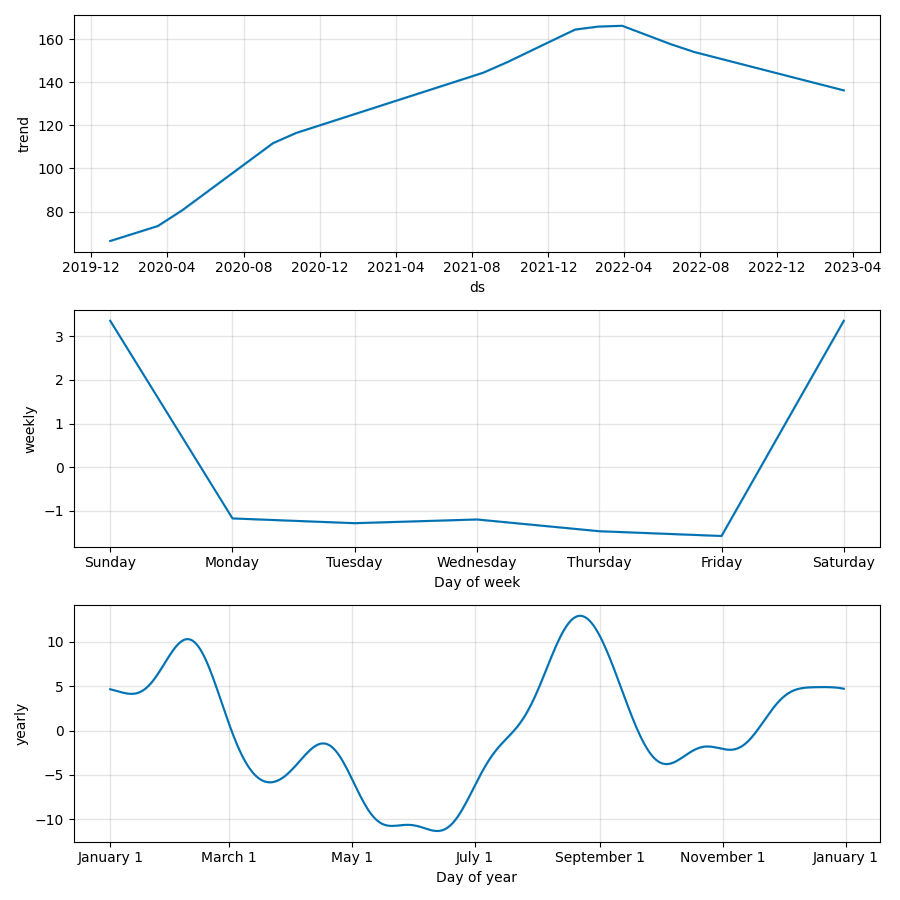 160
140
120
100
80
trend
2019-12 2020-04 2020-08 2020-12 2021-04 2021-08 2021-12 2022-04 2022-08 2022-12 2023-04
ds
3
2
1
0
−1
weekly
Sunday Monday Tuesday Wednesday Thursday Friday Saturday
Day of week
10
5
0
−5
−10
yearly
January 1 March 1 May 1 July 1 September 1 November 1 January 1
Day of year